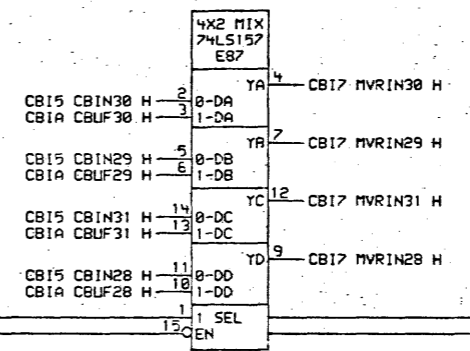 4X2 MIX
74LS157
E87
YA 4 CBI7 MVRIN30 H
CBI5 CBIN30 H 2 0-DA
CBIA CBUF30 H 3 1-DA
YB 7 CBI7 MVRIN29 H
CBI5 CBIN29 H 5 0-DB
CBIA CBUF29 H 6 1-DB
YC 12 CBI7 MVRIN31 H
CBI5 CBIN31 H 14 0-DC
CBIA CBUF31 H 13 1-DC
YD 9 CBI7 MVRIN28 H
CBI5 CBIN28 H 11 0-DD
CBIA CBUF28 H 10 1-DD
1 1 SEL
15 EN